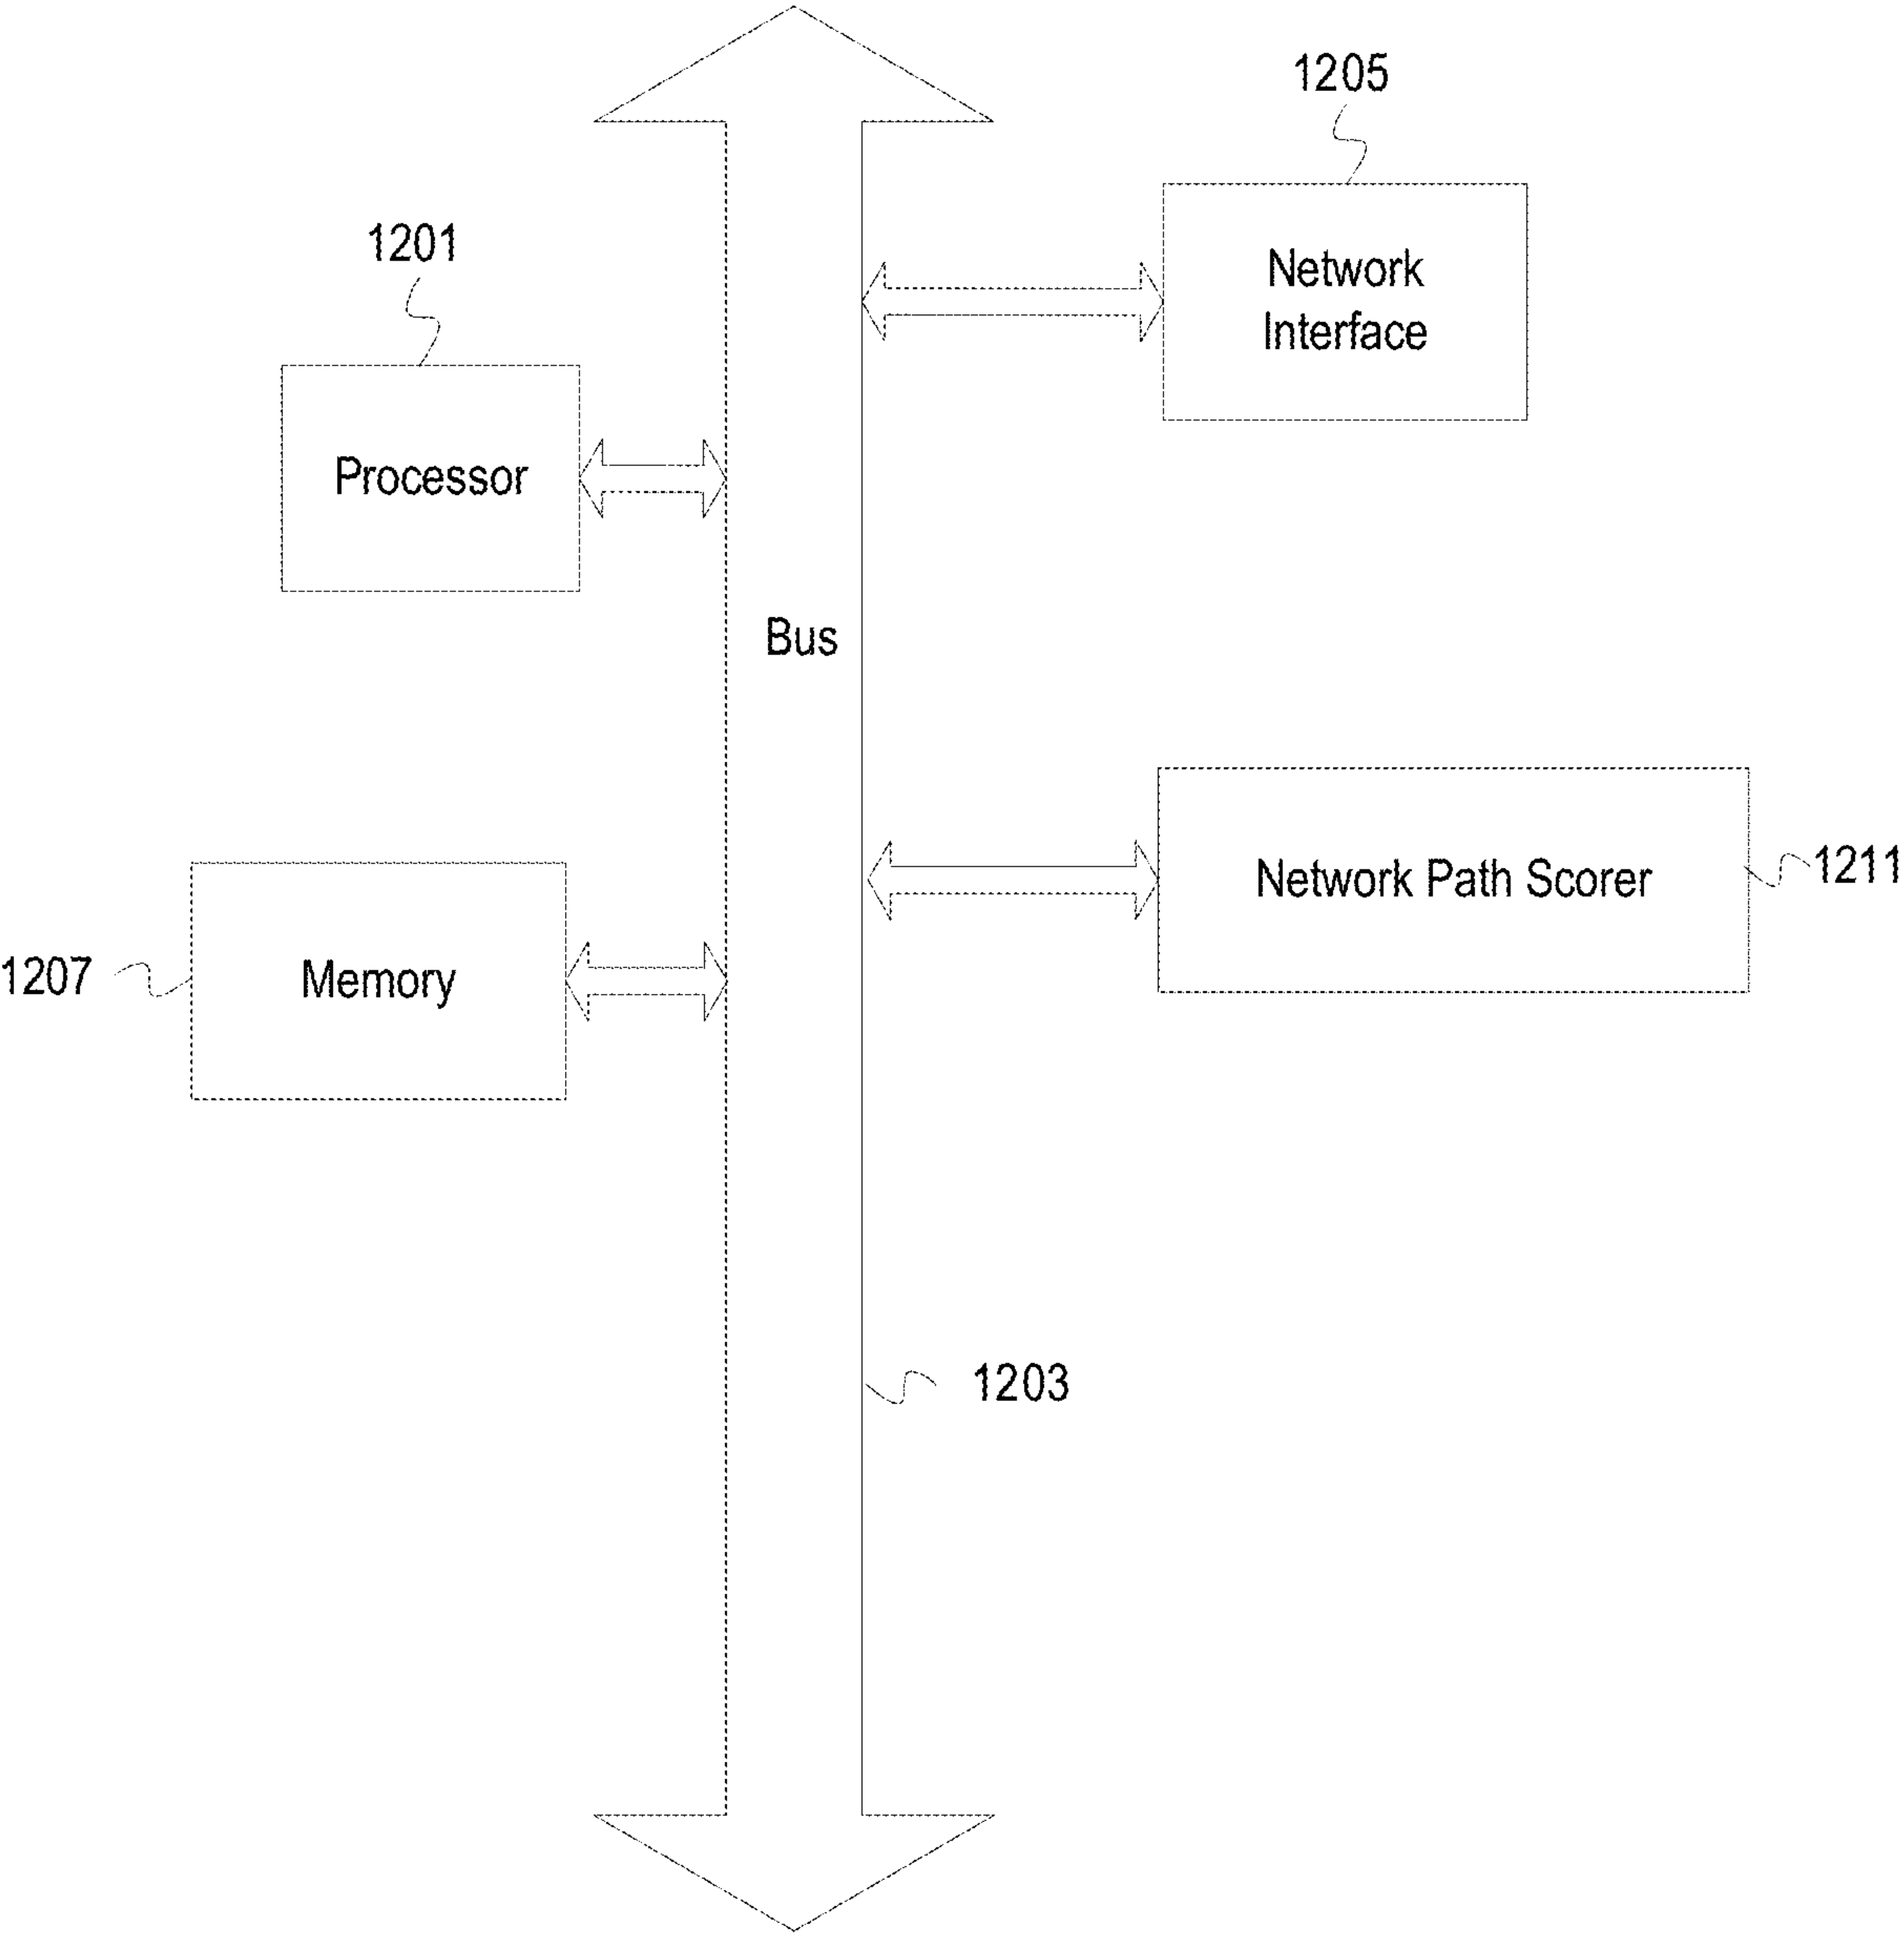 1205
1201
Network
Interface
Processor
Bus
Network Path Scorer
1211
1207
Memory
1203